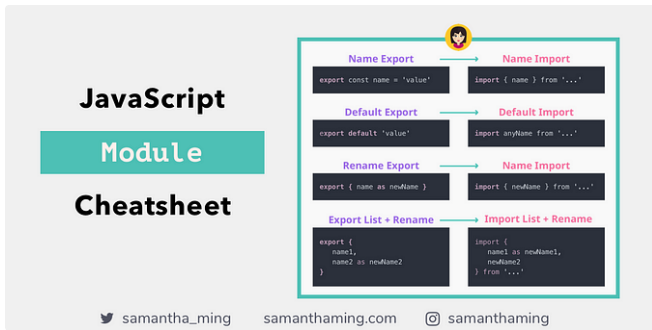 JavaScript
Module
Cheatsheet
Name Export
Name Import
export const name = 'value'
import { name } from '...'
Default Export
Default Import
export default 'value'
import anyName from '...'
Rename Export
Name Import
export { name as newName }
import { newName } from '...'
Export List + Rename
Import List + Rename
export {
name1,
name2 as newName2
}
import {
name1 as newName1,
newName2
} from '...'
samantha_ming
samanthaming.com
samanthaming